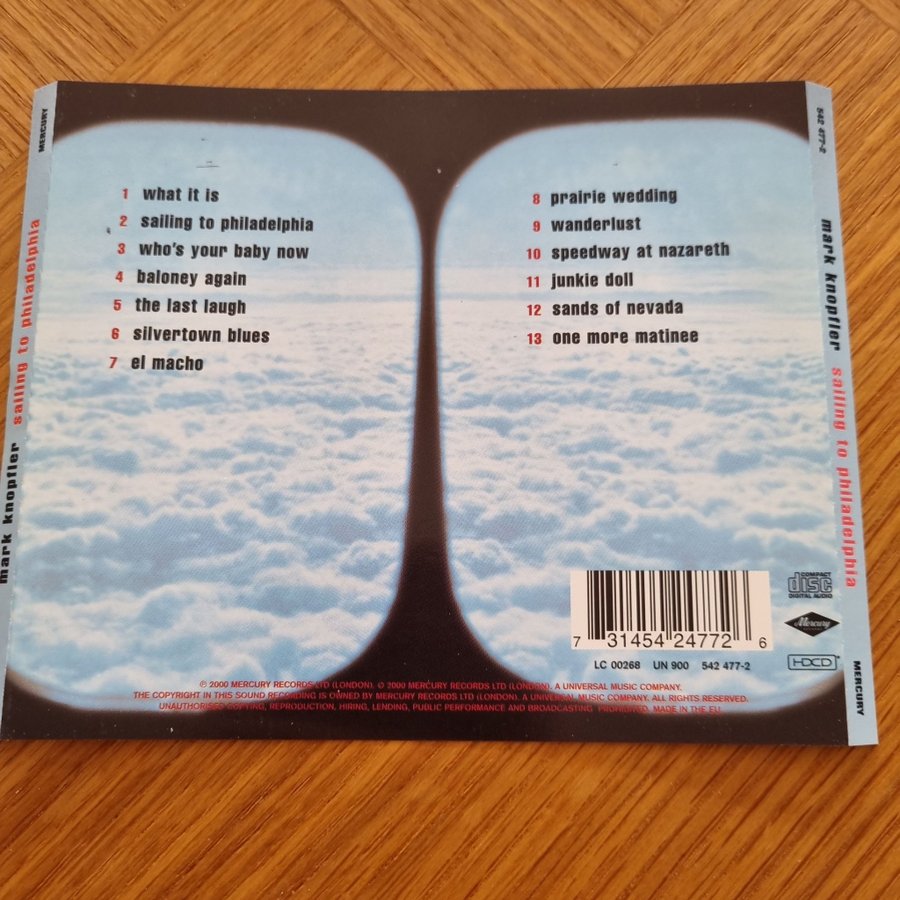 MERCURY
sailing to philadelphia
mark knopfler
1 what it is
2 sailing to philadelphia
3 who's your baby now
4 baloney again
5 the last laugh
6 silvertown blues
7 el macho
8 prairie wedding
9 wanderlust
10 speedway at nazareth
11 junkie doll
12 sands of nevada
13 one more matinee
542 477-2
mark knopfler sailing to philadelphia
MERCURY
7 31454 24772 6
LC 00268 UN 900 542 477-2
COMPACT
disc
DIGITAL AUDIO
Mercury
HDCD
℗ 2000 MERCURY RECORDS LTD (LONDON). © 2000 MERCURY RECORDS LTD (LONDON). A UNIVERSAL MUSIC COMPANY.
THE COPYRIGHT IN THIS SOUND RECORDING IS OWNED BY MERCURY RECORDS LTD (LONDON). A UNIVERSAL MUSIC COMPANY. ALL RIGHTS RESERVED.
UNAUTHORISED COPYING, REPRODUCTION, HIRING, LENDING, PUBLIC PERFORMANCE AND BROADCASTING PROHIBITED. MADE IN THE EU